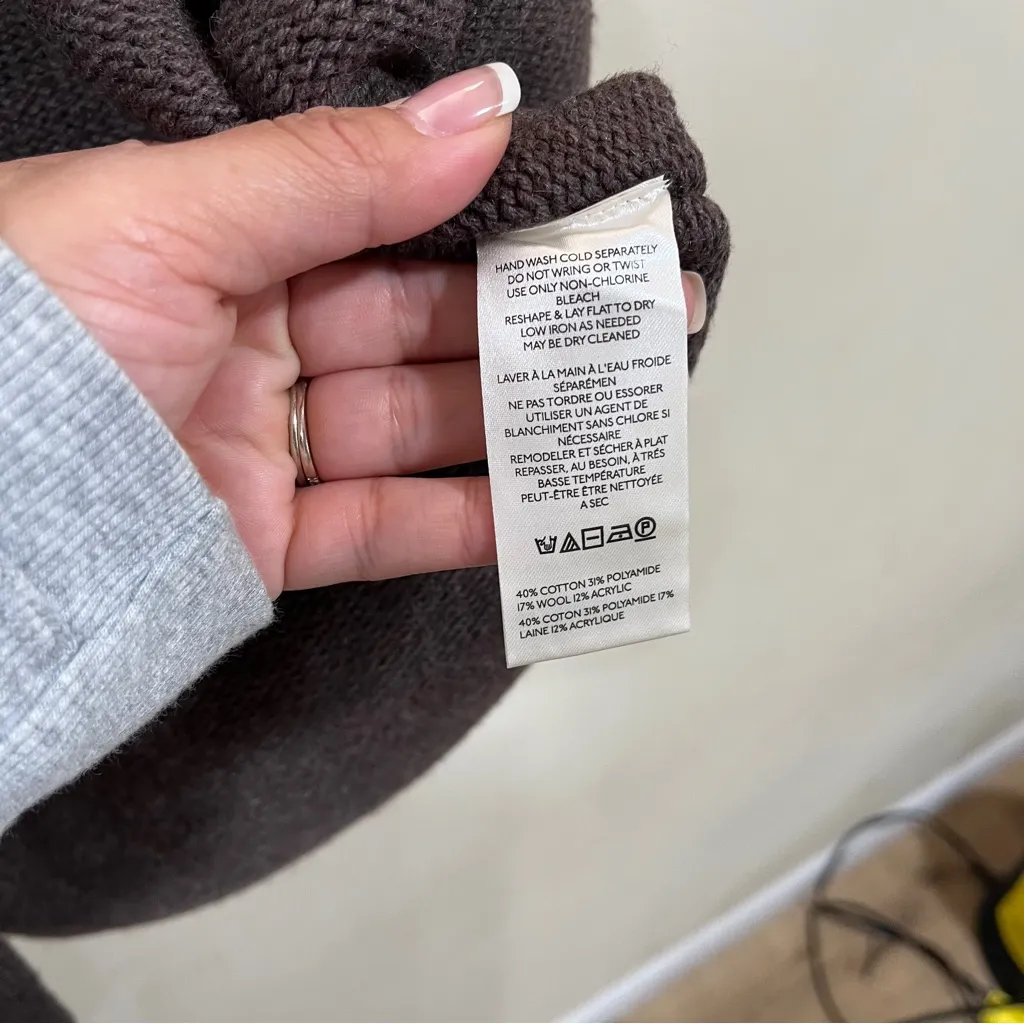 HAND WASH COLD SEPARATELY
DO NOT WRING OR TWIST
USE ONLY NON-CHLORINE
BLEACH
RESHAPE & LAY FLAT TO DRY
LOW IRON AS NEEDED
MAY BE DRY CLEANED
LAVER À LA MAIN À L'EAU FROIDE
SÉPARÉMEN
NE PAS TORDRE OU ESSORER
UTILISER UN AGENT DE
BLANCHIMENT SANS CHLORE SI
NÉCESSAIRE
REMODELER ET SÉCHER À PLAT
REPASSER, AU BESOIN, À TRÉS
BASSE TEMPÉRATURE
PEUT-ÊTRE ÊTRE NETTOYÉE
A SEC
P
40% COTTON 31% POLYAMIDE
17% WOOL 12% ACRYLIC
40% COTON 31% POLYAMIDE 17%
LAINE 12% ACRYLIQUE